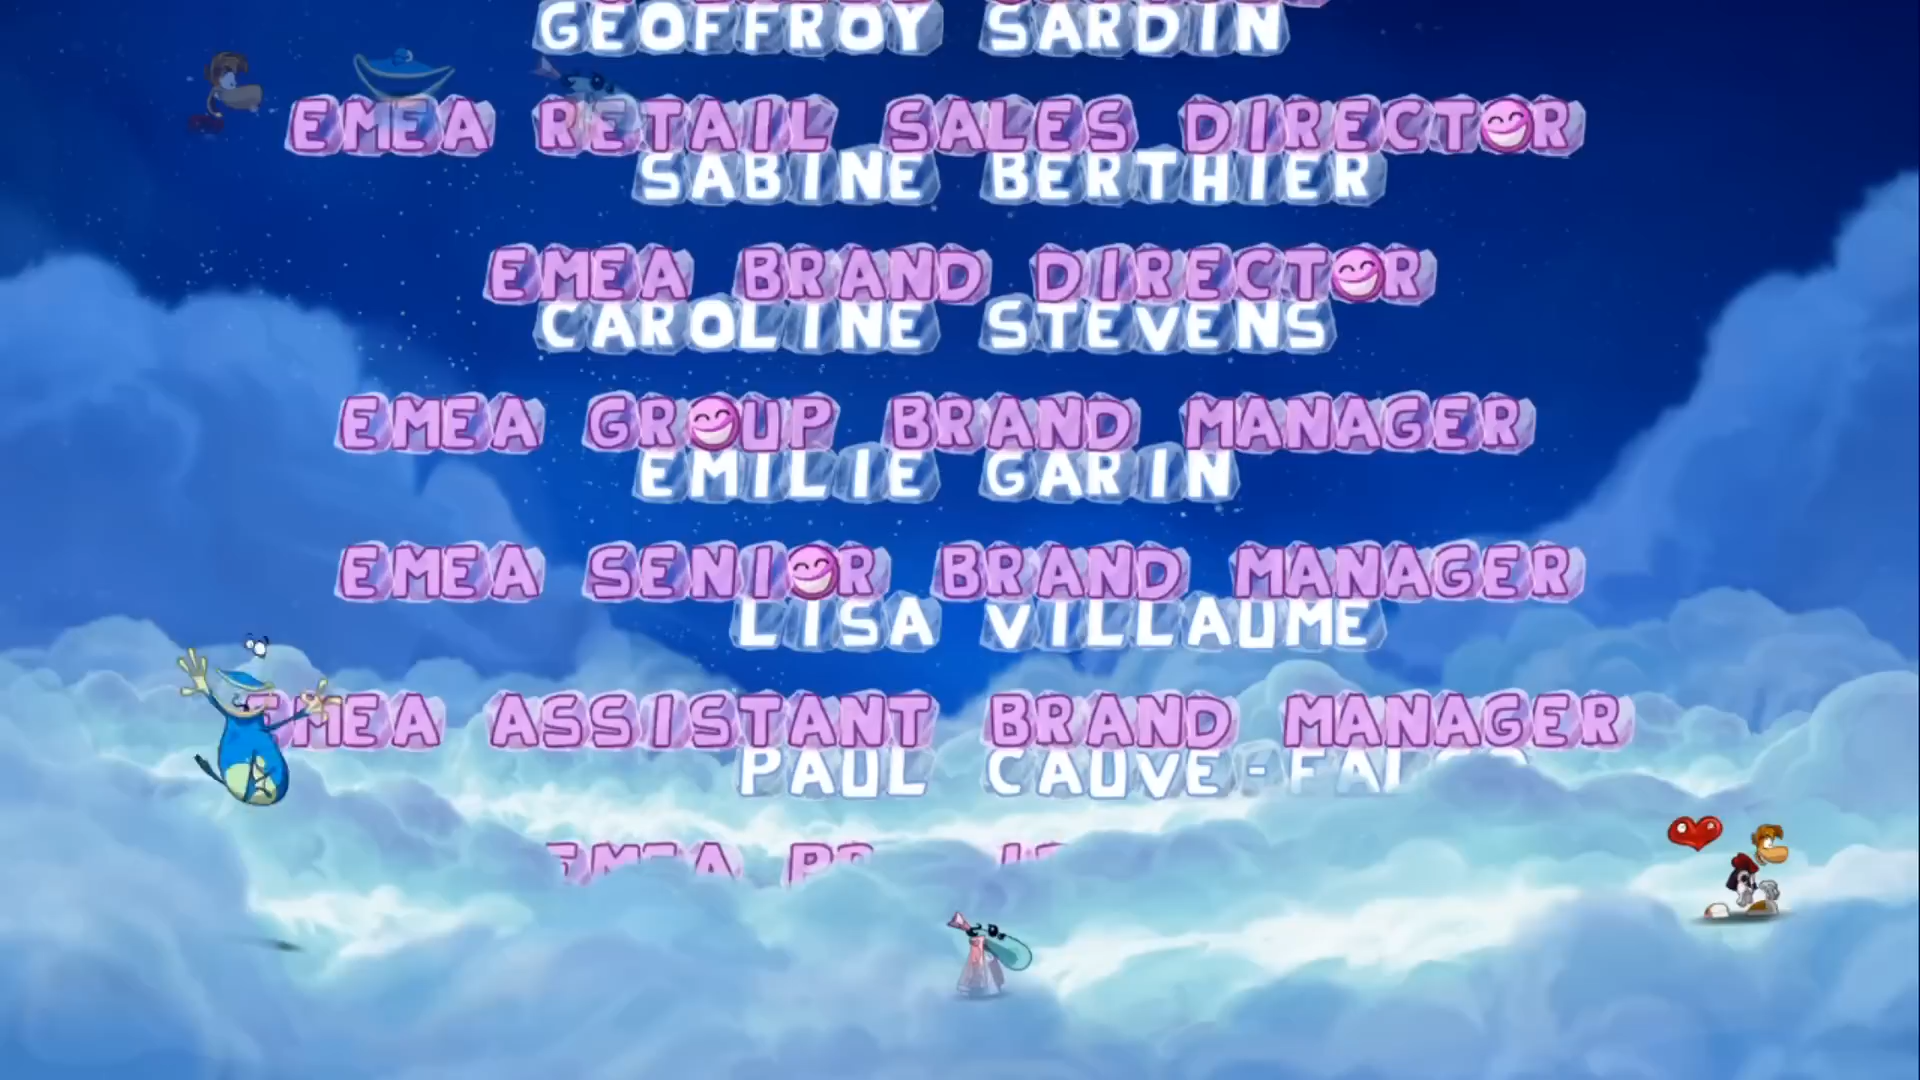 GEOFFROY SARDIN
EMEA RETAIL SALES DIRECTOR
SABINE BERTHIER
EMEA BRAND DIRECTOR
CAROLINE STEVENS
EMEA GROUP BRAND MANAGER
EMILIE GARIN
EMEA SENIOR BRAND MANAGER
LISA VILLAUME
EMEA ASSISTANT BRAND MANAGER
PAUL
EMEA